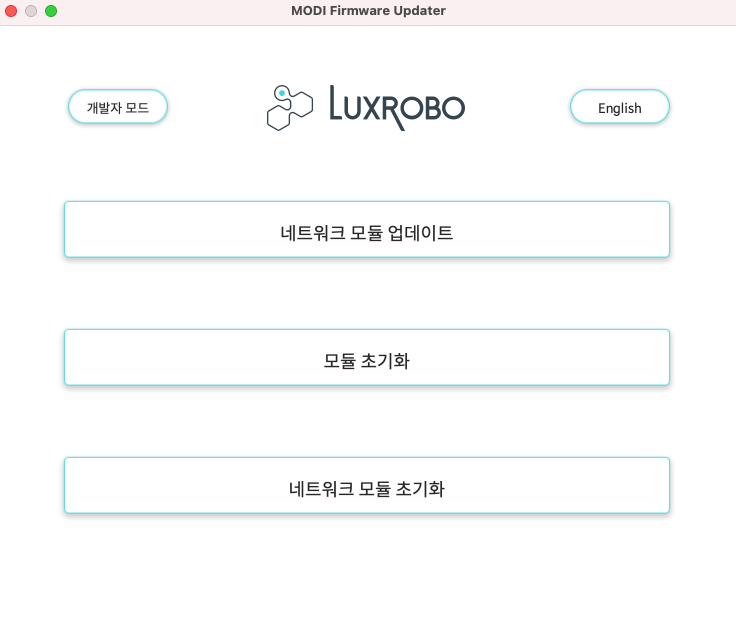 MODI Firmware Updater
개발자 모드
LUXROBO
English
네트워크 모듈 업데이트
모듈 초기화
네트워크 모듈 초기화